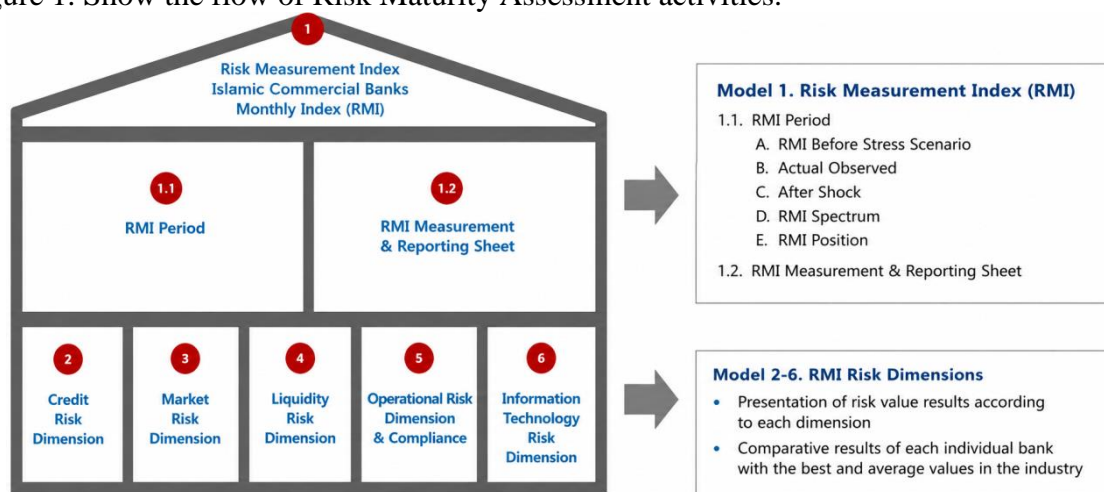 gure 1. Show the flow of Risk Maturity Assessment activities.
1
Risk Measurement Index
Islamic Commercial Banks
Monthly Index (RMI)
1.1
RMI Period
1.2
RMI Measurement
& Reporting Sheet
2
Credit
Risk
Dimension
3
Market
Risk
Dimension
4
Liquidity
Risk
Dimension
5
Operational Risk
Dimension
& Compliance
6
Information
Technology
Risk
Dimension
Model 1. Risk Measurement Index (RMI)
1.1. RMI Period
A. RMI Before Stress Scenario
B. Actual Observed
C. After Shock
D. RMI Spectrum
E. RMI Position
1.2. RMI Measurement & Reporting Sheet
Model 2-6. RMI Risk Dimensions
• Presentation of risk value results according
to each dimension
• Comparative results of each individual bank
with the best and average values in the industry